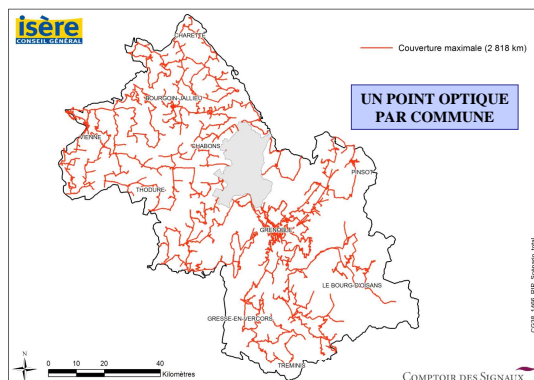 isère
CONSEIL GÉNÉRAL
Couverture maximale (2 818 km)
UN POINT OPTIQUE
PAR COMMUNE
CHARETTE
BOURGOIN-JALLIEU
VIENNE
CHABONS
PINSOT
THODURE
GRENOBLE
LE BOURG-D'OISANS
GRESSE-EN-VERCORS
TREMINIS
N
0 10 20 40
Kilomètres
COMPTOIR DES SIGNAUX